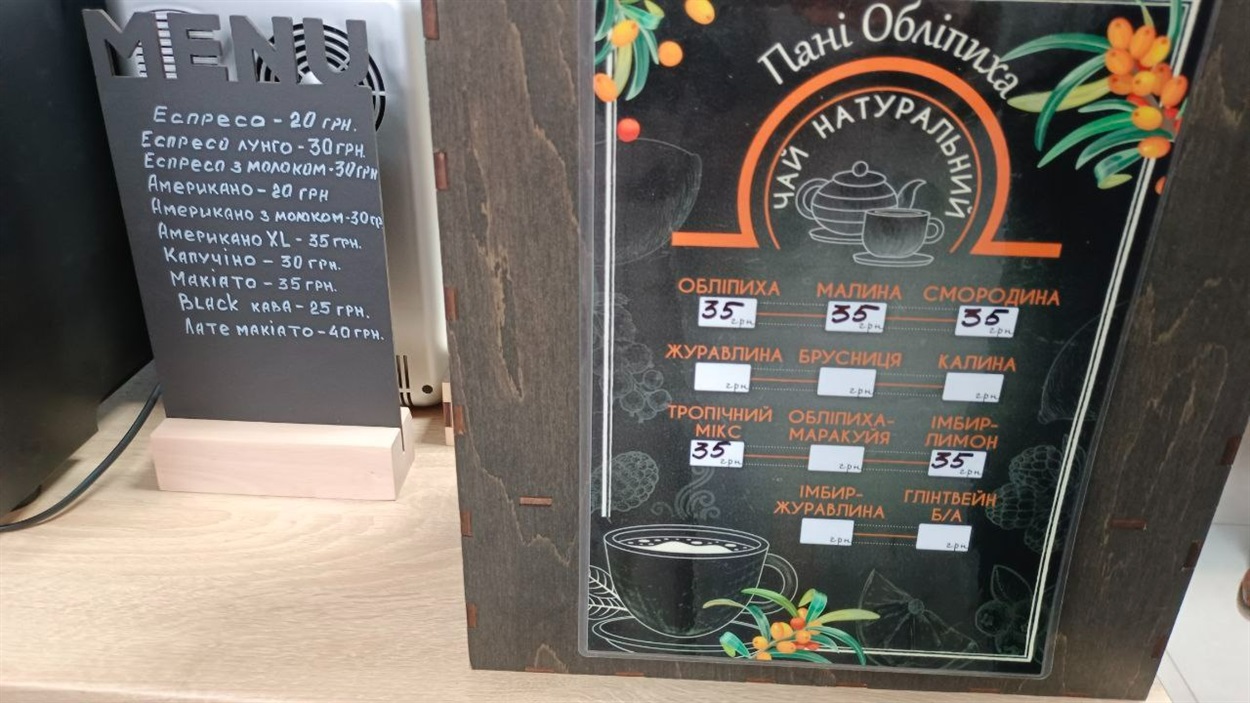 MENU
Еспресо - 20 грн.
Еспресо лунго - 30 грн.
Еспресо з молоком - 30 грн
Американо - 20 грн
Американо з молоком - 30 гр
Американо XL - 35 грн.
Капучіно - 30 грн.
Макіато - 35 грн.
BLACK кава - 25 грн.
Лате макіато - 40 грн.
Пані Обліпиха
ЧАЙ НАТУРАЛЬНИЙ
ОБЛІПИХА МАЛИНА СМОРОДИНА
35 грн 35 грн 35 грн
ЖУРАВЛИНА БРУСНИЦЯ КАЛИНА
грн грн грн
ТРОПІЧНИЙ ОБЛІПИХА- ІМБИР-
МІКС МАРАКУЙЯ ЛИМОН
35 грн грн 35 грн
ІМБИР- ГЛІНТВЕЙН
ЖУРАВЛИНА Б/А
грн грн